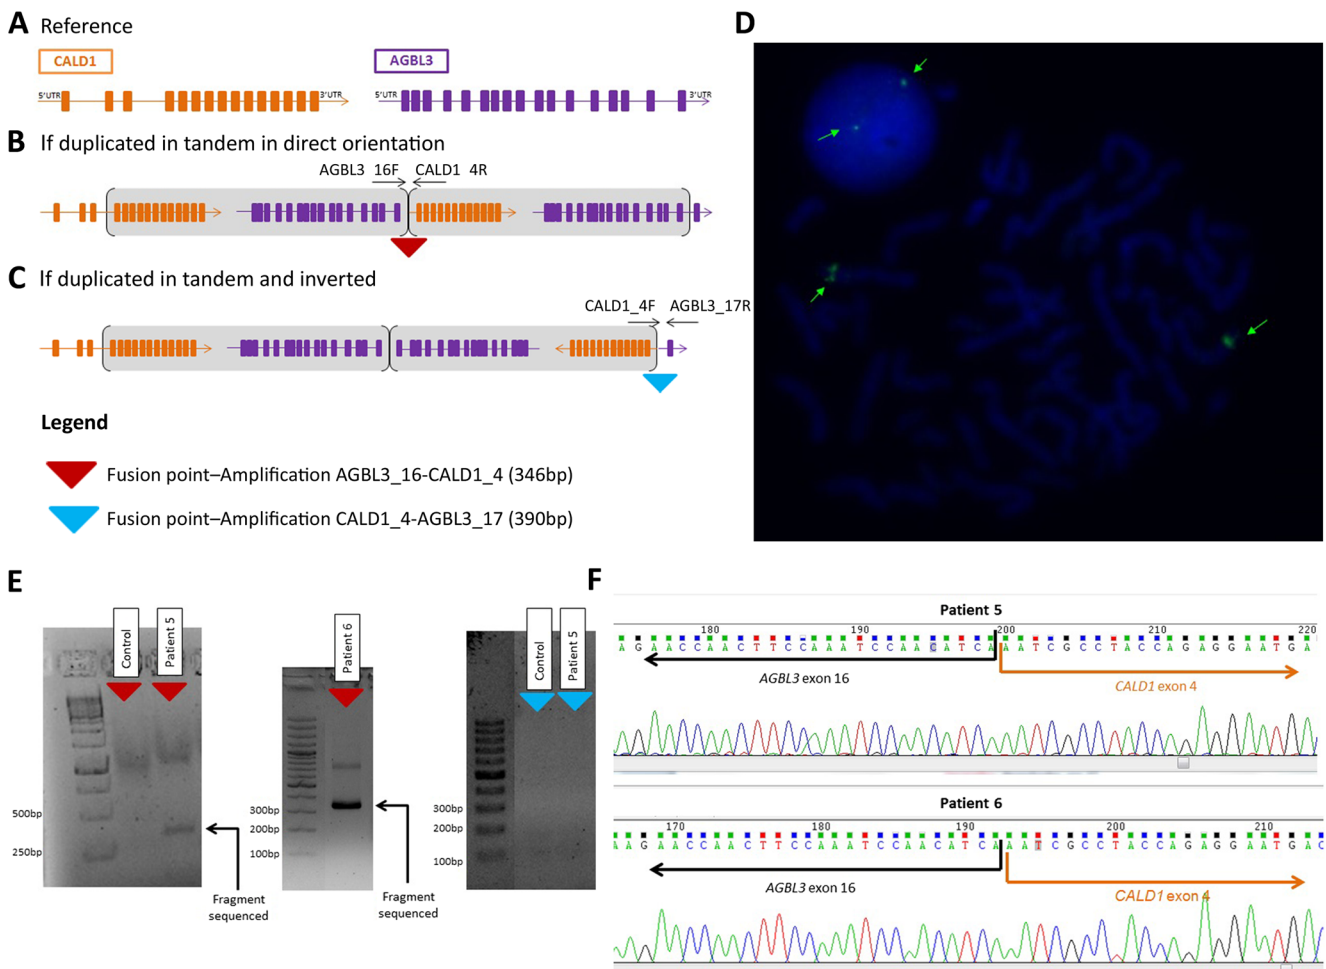 A Reference
CALD1
AGBL3
5'UTR
3'UTR
5'UTR
3'UTR
B If duplicated in tandem in direct orientation
AGBL3 16F CALD1 4R
C If duplicated in tandem and inverted
CALD1_4F AGBL3_17R
Legend
Fusion point–Amplification AGBL3_16-CALD1_4 (346bp)
Fusion point–Amplification CALD1_4-AGBL3_17 (390bp)
D
E
Control
Patient 5
500bp
250bp
Fragment
sequenced
Patient 6
300bp
200bp
100bp
Fragment
sequenced
Control
Patient 5
300bp
200bp
100bp
F
Patient 5
180 190 200 210 220
A G A A C C A A C T T C C A A A T C C A A C A T C A A A T C G C C T A C C A G A G G A A T G A
AGBL3 exon 16
CALD1 exon 4
Patient 6
170 180 190 200 210
A A G A A C C A A C T T C C A A A T C C A A C A T C A A A T C G C C T A C C A G A G G A A T G A C
AGBL3 exon 16
CALD1 exon 4